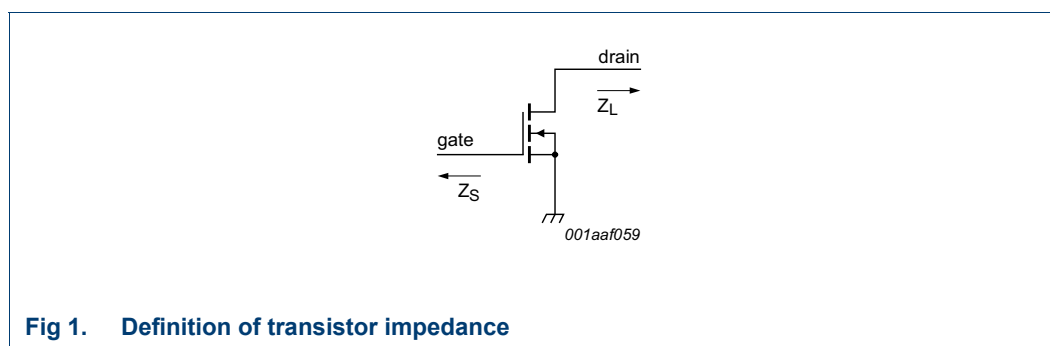 drain
Z_L
gate
Z_S
001aaf059
Fig 1. Definition of transistor impedance